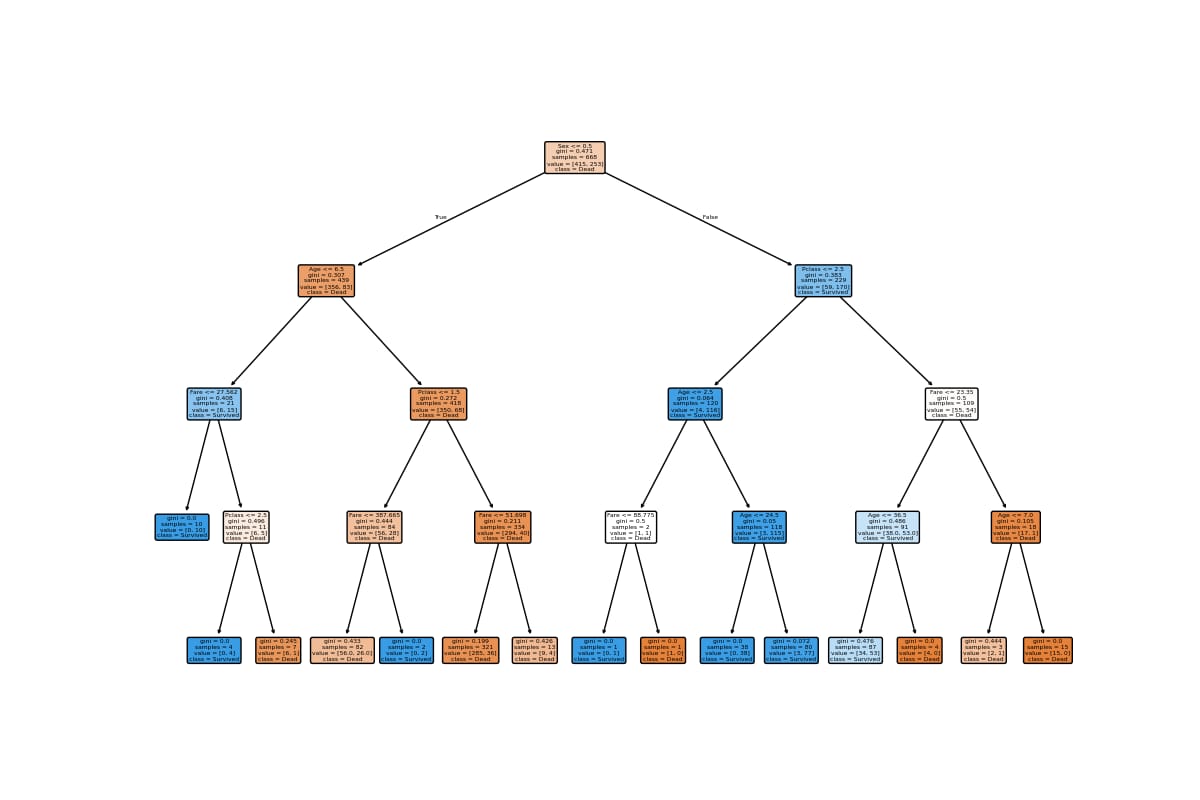 Sex <= 0.5
gini = 0.471
samples = 668
value = [415, 253]
class = Dead
True
False
Age <= 6.5
gini = 0.307
samples = 439
value = [356, 83]
class = Dead
Pclass <= 2.5
gini = 0.383
samples = 229
value = [59, 170]
class = Survived
Fare <= 27.562
gini = 0.408
samples = 21
value = [6, 15]
class = Survived
Pclass <= 1.5
gini = 0.272
samples = 418
value = [350, 68]
class = Dead
Age <= 2.5
gini = 0.064
samples = 120
value = [4, 116]
class = Survived
Fare <= 23.35
gini = 0.5
samples = 109
value = [55, 54]
class = Dead
gini = 0.0
samples = 10
value = [0, 10]
class = Survived
Pclass <= 2.5
gini = 0.496
samples = 11
value = [6, 5]
class = Dead
Fare <= 387.665
gini = 0.444
samples = 84
value = [56, 28]
class = Dead
Fare <= 51.698
gini = 0.211
samples = 334
value = [294, 40]
class = Dead
Fare <= 88.775
gini = 0.5
samples = 2
value = [1, 1]
class = Dead
Age <= 24.5
gini = 0.05
samples = 118
value = [3, 115]
class = Survived
Age <= 36.5
gini = 0.486
samples = 91
value = [38.0, 53.0]
class = Survived
Age <= 7.0
gini = 0.105
samples = 18
value = [17, 1]
class = Dead
gini = 0.0
samples = 4
value = [0, 4]
class = Survived
gini = 0.245
samples = 7
value = [6, 1]
class = Dead
gini = 0.433
samples = 82
value = [56.0, 26.0]
class = Dead
gini = 0.0
samples = 2
value = [0, 2]
class = Survived
gini = 0.199
samples = 321
value = [285, 36]
class = Dead
gini = 0.426
samples = 13
value = [9, 4]
class = Dead
gini = 0.0
samples = 1
value = [0, 1]
class = Survived
gini = 0.0
samples = 1
value = [1, 0]
class = Dead
gini = 0.0
samples = 38
value = [0, 38]
class = Survived
gini = 0.072
samples = 80
value = [3, 77]
class = Survived
gini = 0.476
samples = 87
value = [34, 53]
class = Survived
gini = 0.0
samples = 4
value = [4, 0]
class = Dead
gini = 0.444
samples = 3
value = [2, 1]
class = Dead
gini = 0.0
samples = 15
value = [15, 0]
class = Dead